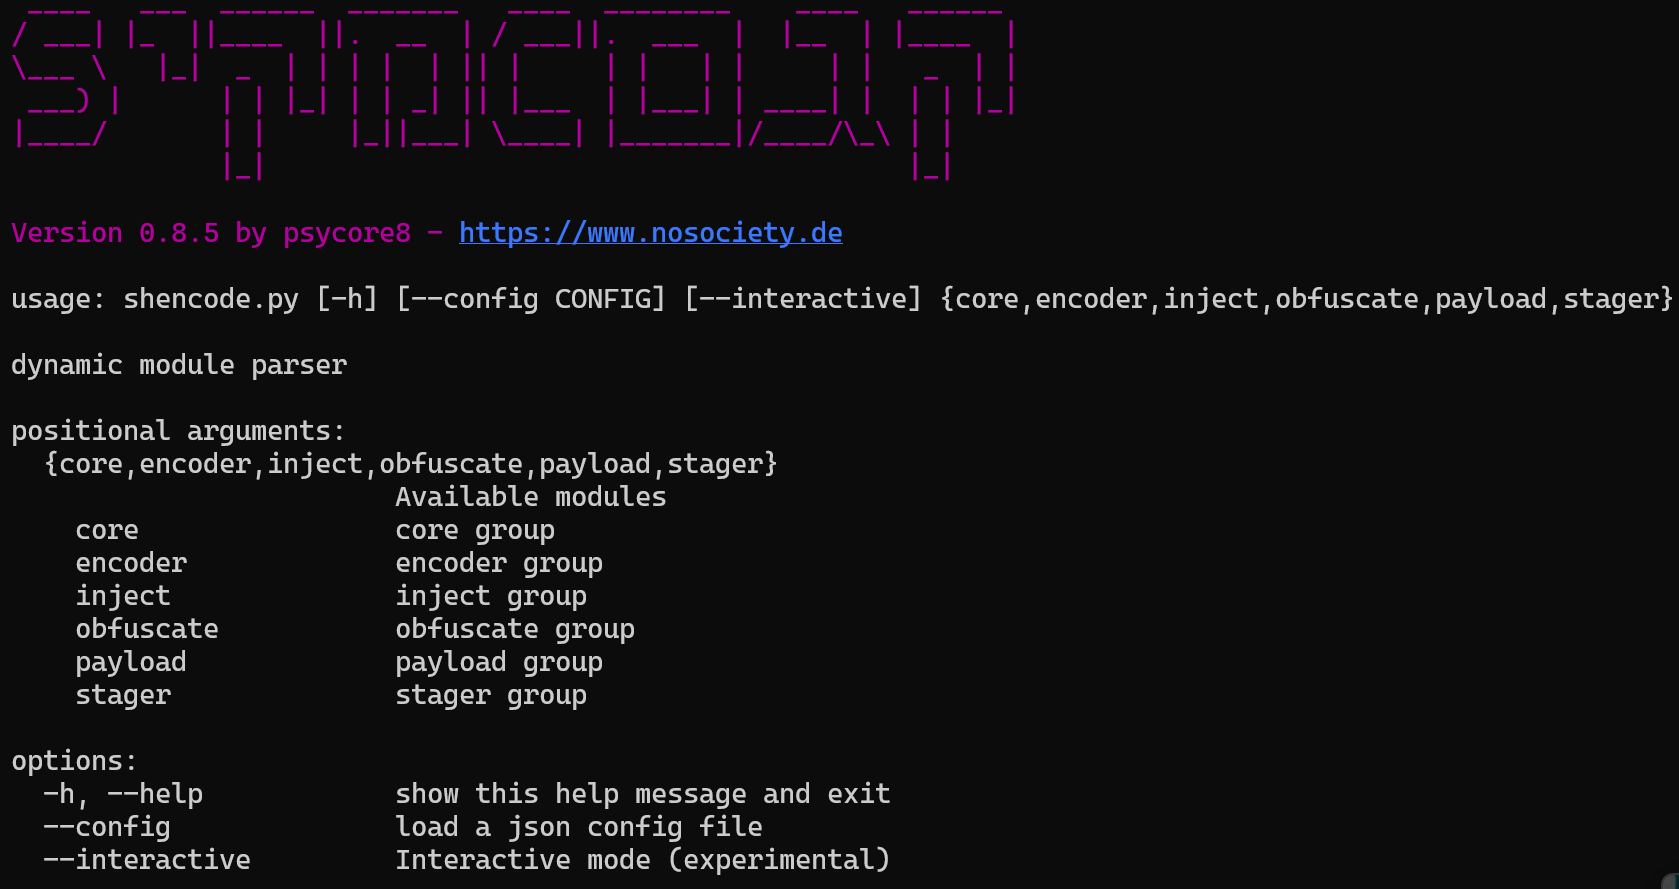 Version 0.8.5 by psycore8 - https://www.nosociety.de
usage: shencode.py [-h] [--config CONFIG] [--interactive] {core,encoder,inject,obfuscate,payload,stager}
dynamic module parser
positional arguments:
{core,encoder,inject,obfuscate,payload,stager}
Available modules
core core group
encoder encoder group
inject inject group
obfuscate obfuscate group
payload payload group
stager stager group
options:
-h, --help show this help message and exit
--config load a json config file
--interactive Interactive mode (experimental)